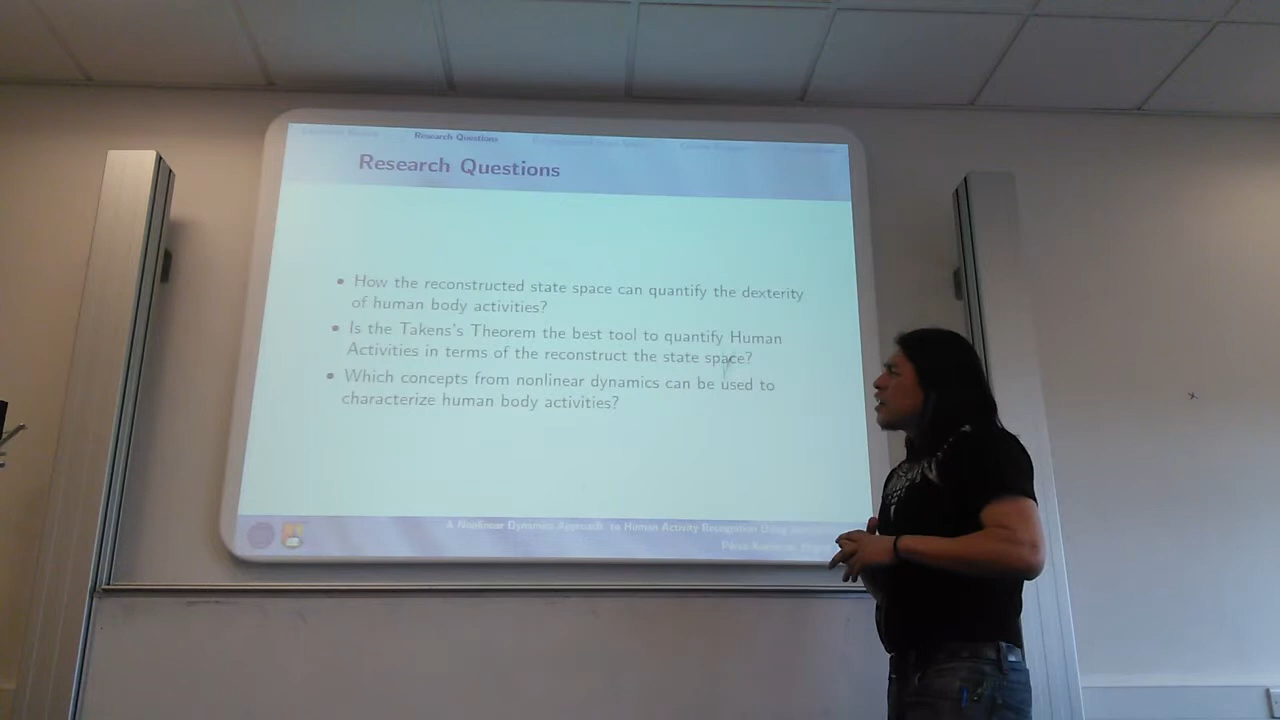 Research Questions
Research Questions
• How the reconstructed state space can quantify the dexterity
of human body activities?
• Is the Takens's Theorem the best tool to quantify Human
Activities in terms of the reconstruct the state space?
• Which concepts from nonlinear dynamics can be used to
characterize human body activities?
A Nonlinear Dynamics Approach to Human Activity Recognition Using